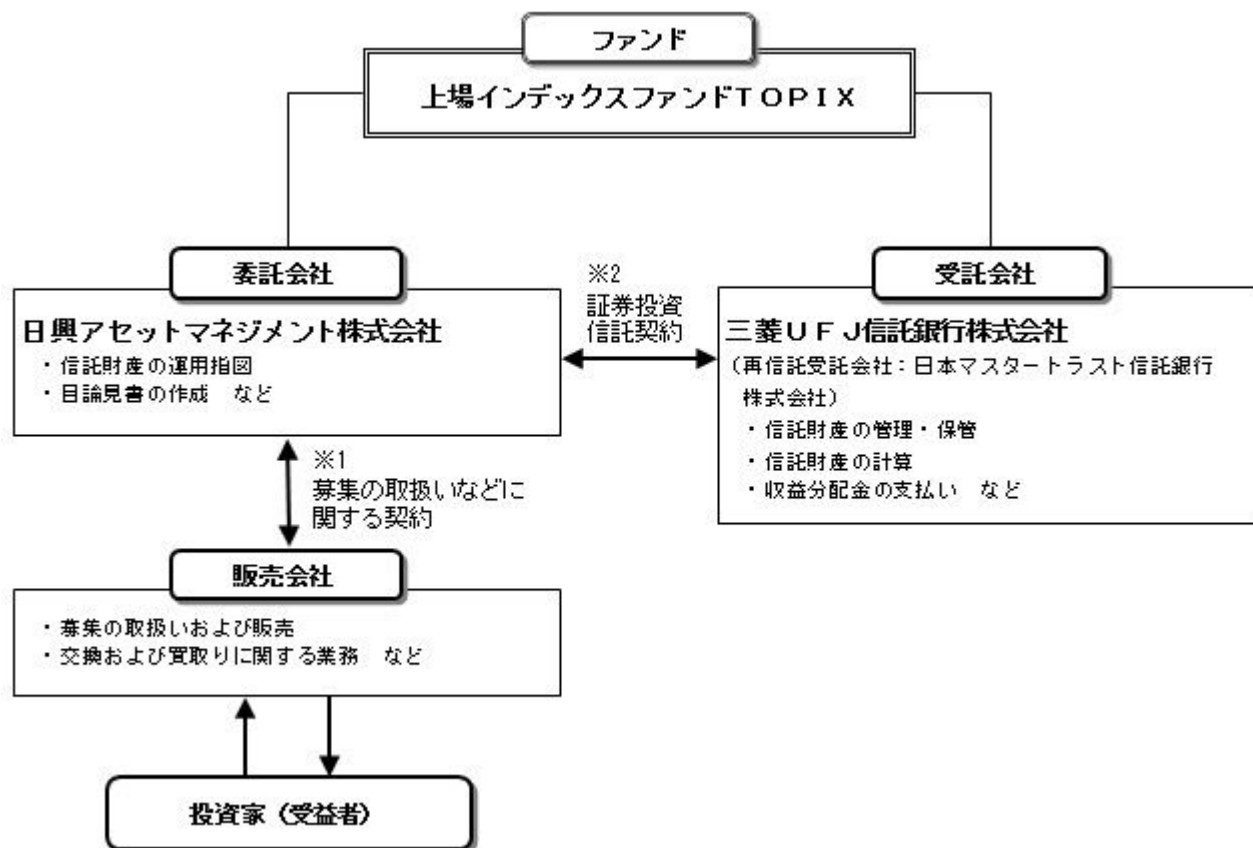 ファンド
上場インデックスファンドTOPIX
委託会社
日興アセットマネジメント株式会社
・信託財産の運用指図
・目論見書の作成　など
※2
証券投資
信託契約
受託会社
三菱UFJ信託銀行株式会社
(再信託受託会社:日本マスタートラスト信託銀行
株式会社)
・信託財産の管理・保管
・信託財産の計算
・収益分配金の支払い　など
※1
募集の取扱いなどに
関する契約
販売会社
・募集の取扱いおよび販売
・交換および買取りに関する業務　など
投資家(受益者)